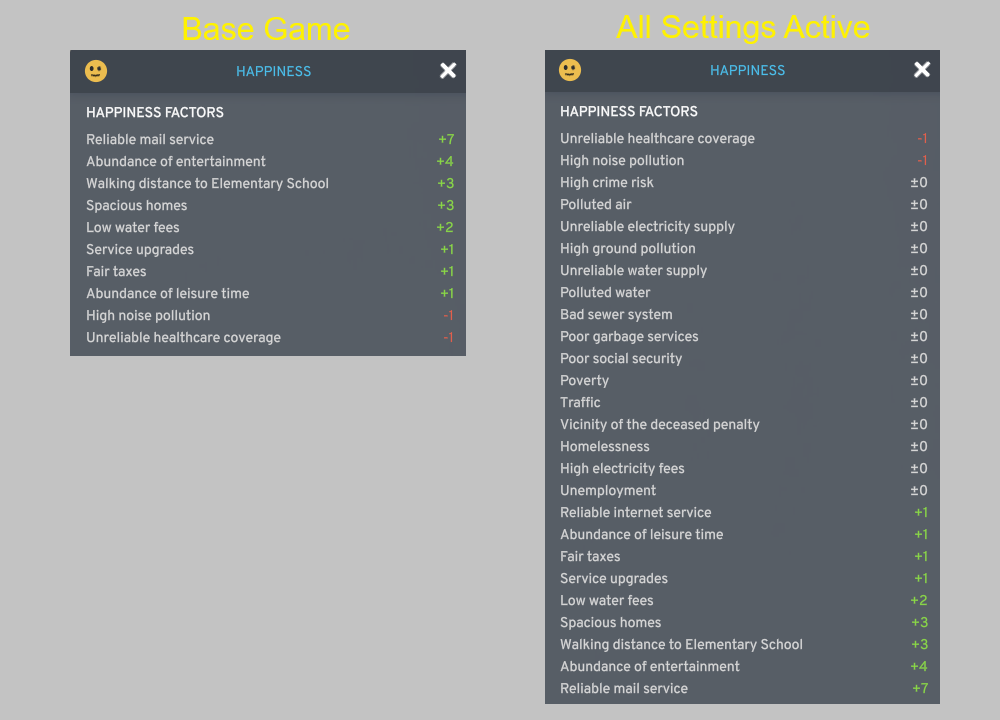 Base Game
HAPPINESS
HAPPINESS FACTORS
Reliable mail service +7
Abundance of entertainment +4
Walking distance to Elementary School +3
Spacious homes +3
Low water fees +2
Service upgrades +1
Fair taxes +1
Abundance of leisure time +1
High noise pollution -1
Unreliable healthcare coverage -1
All Settings Active
HAPPINESS
HAPPINESS FACTORS
Unreliable healthcare coverage -1
High noise pollution -1
High crime risk ±0
Polluted air ±0
Unreliable electricity supply ±0
High ground pollution ±0
Unreliable water supply ±0
Polluted water ±0
Bad sewer system ±0
Poor garbage services ±0
Poor social security ±0
Poverty ±0
Traffic ±0
Vicinity of the deceased penalty ±0
Homelessness ±0
High electricity fees ±0
Unemployment ±0
Reliable internet service +1
Abundance of leisure time +1
Fair taxes +1
Service upgrades +1
Low water fees +2
Spacious homes +3
Walking distance to Elementary School +3
Abundance of entertainment +4
Reliable mail service +7